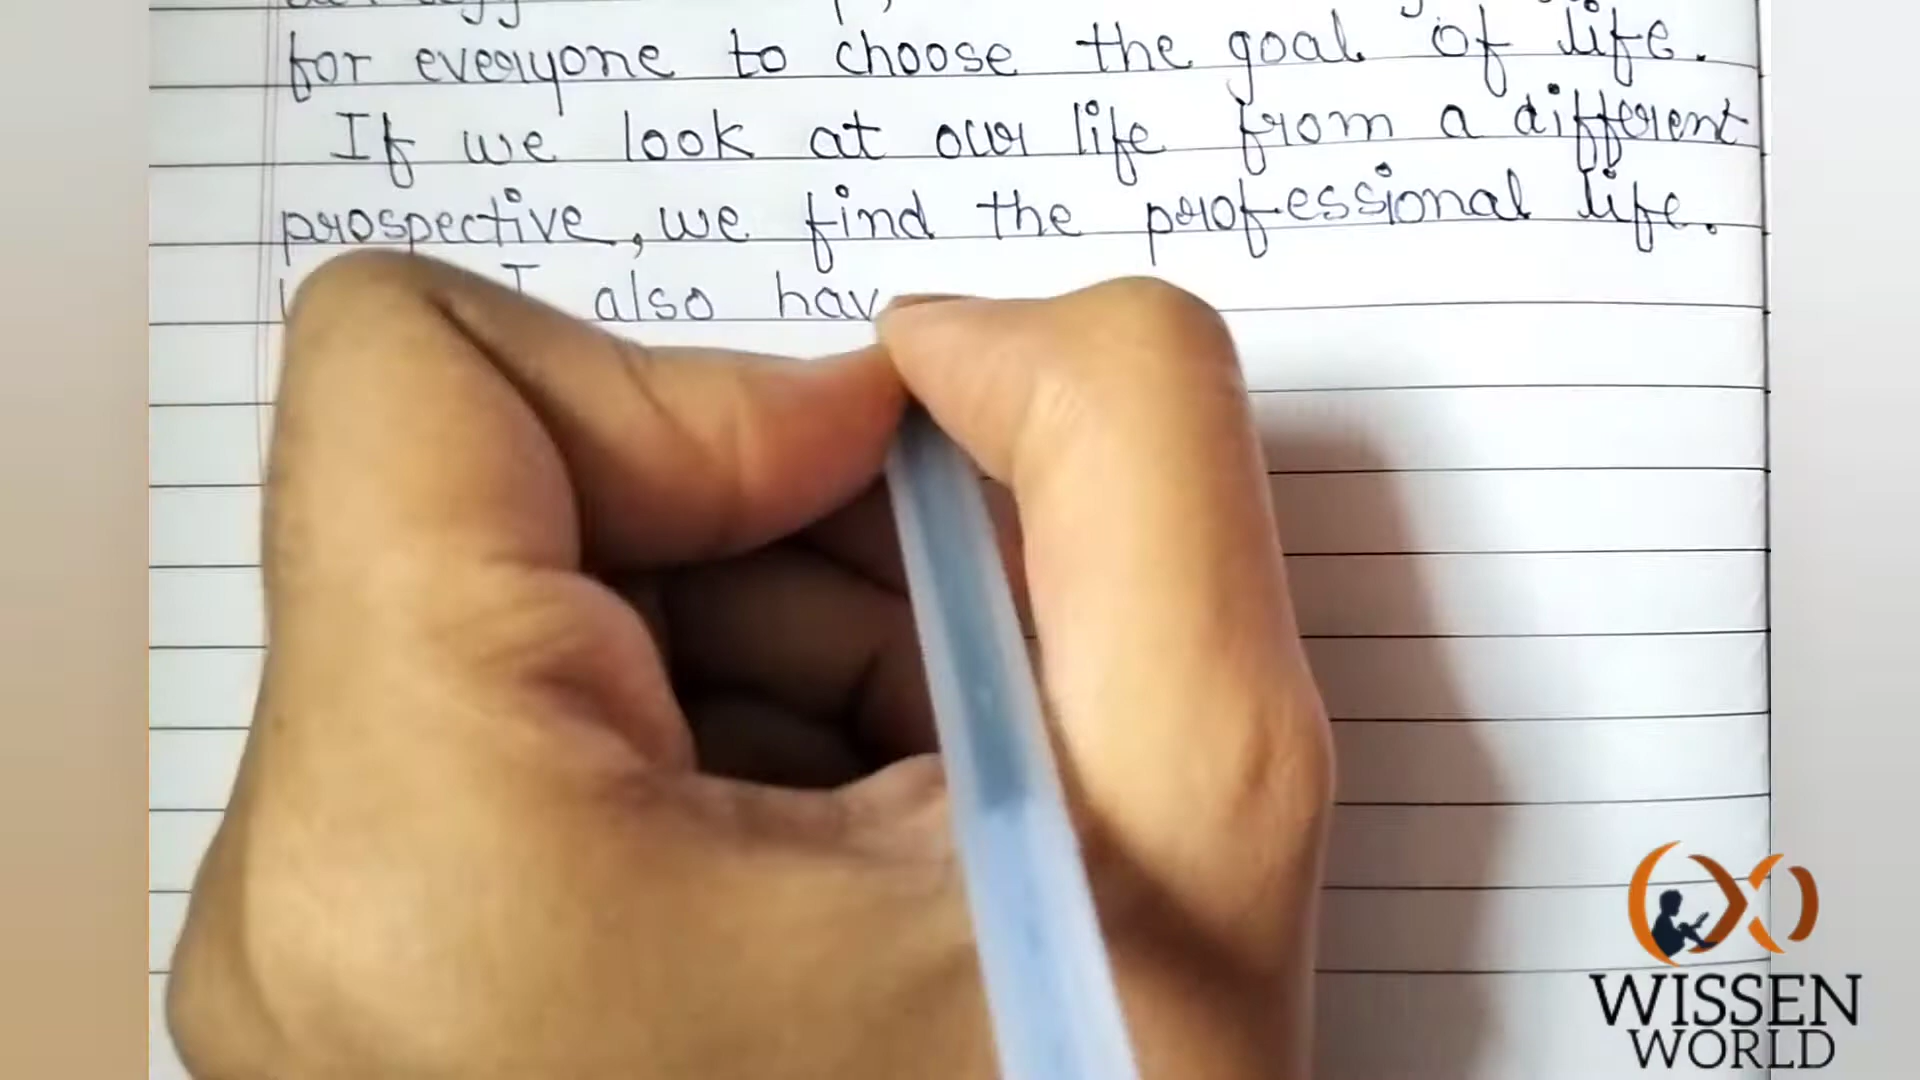 for everyone to choose the goal of life.
If we look at our life from a different
prospective, we find the professional life.
I also hav
WISSEN
WORLD